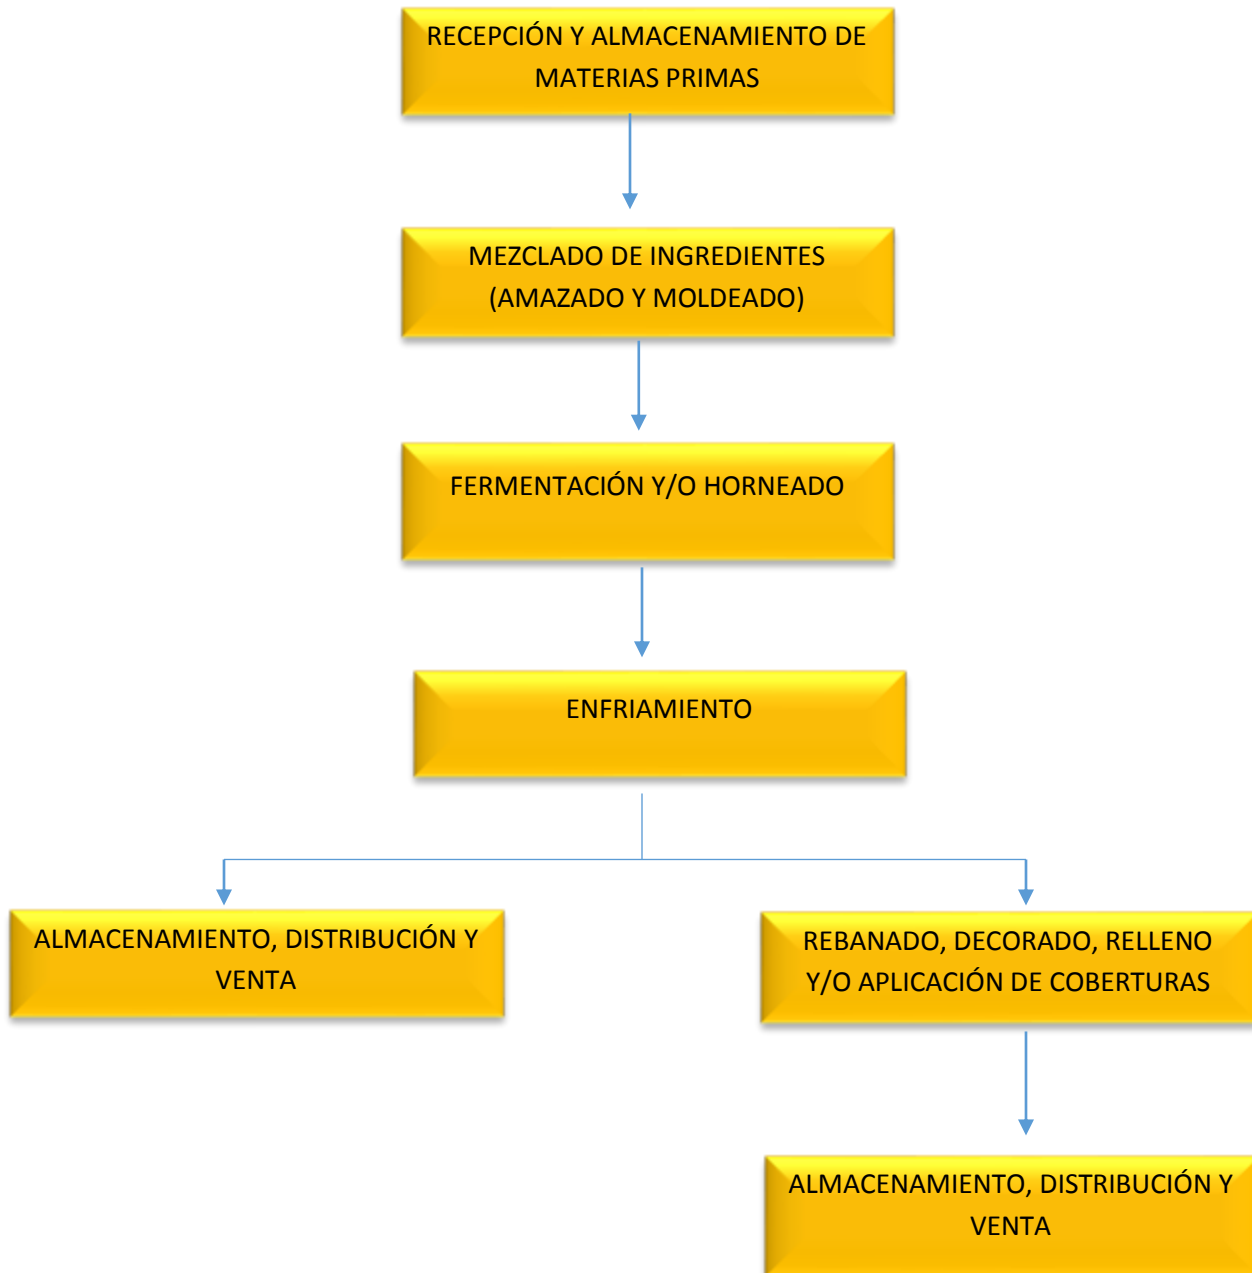 RECEPCIÓN Y ALMACENAMIENTO DE
MATERIAS PRIMAS
MEZCLADO DE INGREDIENTES
(AMAZADO Y MOLDEADO)
FERMENTACIÓN Y/O HORNEADO
ENFRIAMIENTO
ALMACENAMIENTO, DISTRIBUCIÓN Y
VENTA
REBANADO, DECORADO, RELLENO
Y/O APLICACIÓN DE COBERTURAS
ALMACENAMIENTO, DISTRIBUCIÓN Y
VENTA